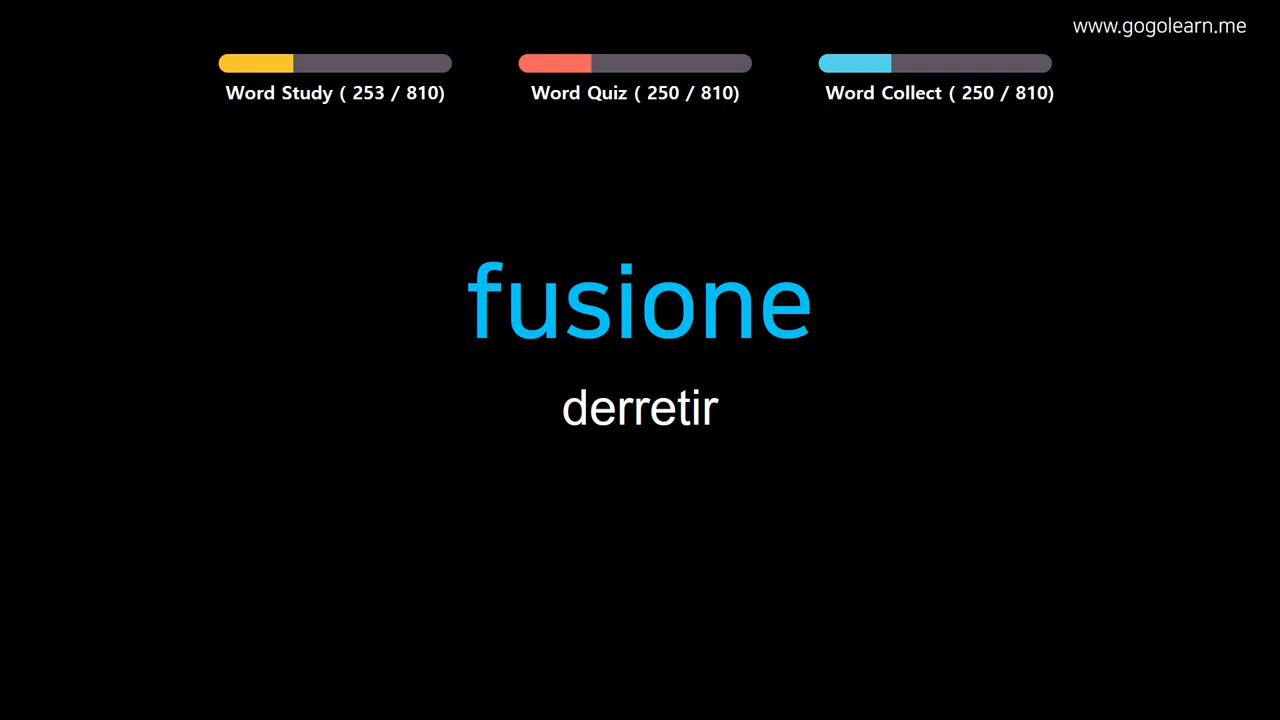 www.gogolearn.me
Word Study ( 253 / 810)
Word Quiz ( 250 / 810)
Word Collect ( 250 / 810)
fusione
derretir